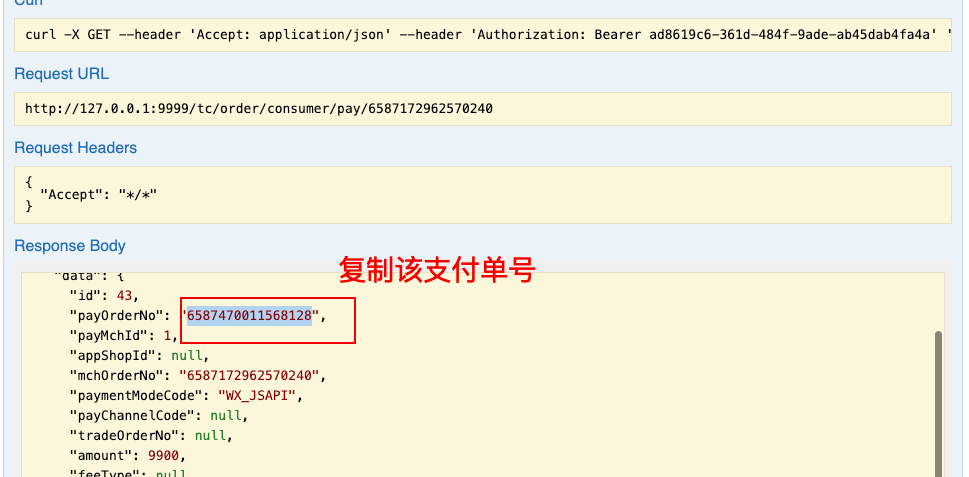 Curl
curl -X GET --header 'Accept: application/json' --header 'Authorization: Bearer ad8619c6-361d-484f-9ade-ab45dab4fa4a' '
Request URL
http://127.0.0.1:9999/tc/order/consumer/pay/6587172962570240
Request Headers
{
"Accept": "*/*"
}
Response Body
复制该支付单号
"data": {
"id": 43,
"payOrderNo": "6587470011568128",
"payMchId": 1,
"appShopId": null,
"mchOrderNo": "6587172962570240",
"paymentModeCode": "WX_JSAPI",
"payChannelCode": null,
"tradeOrderNo": null,
"amount": 9900,
"feeType": null